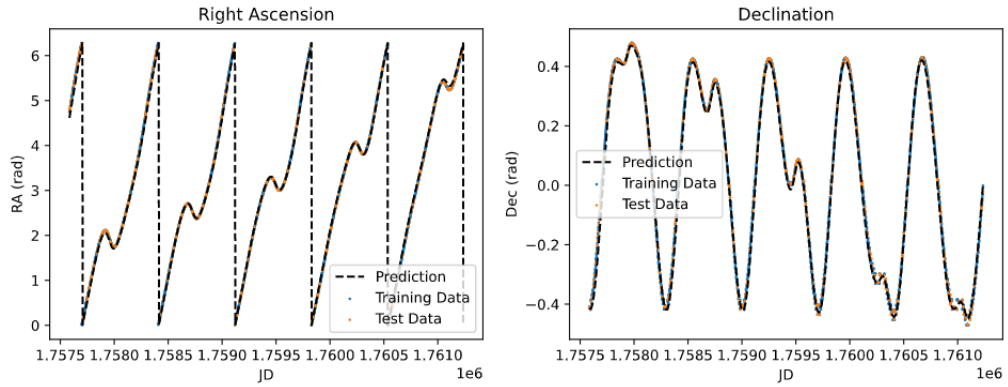 Right Ascension
6
5
4
3
2
1
0
RA (rad)
Prediction
Training Data
Test Data
1.7575 1.7580 1.7585 1.7590 1.7595 1.7600 1.7605 1.7610
JD
1e6
Declination
0.4
0.2
0.0
−0.2
−0.4
Dec (rad)
Prediction
Training Data
Test Data
1.7575 1.7580 1.7585 1.7590 1.7595 1.7600 1.7605 1.7610
JD
1e6